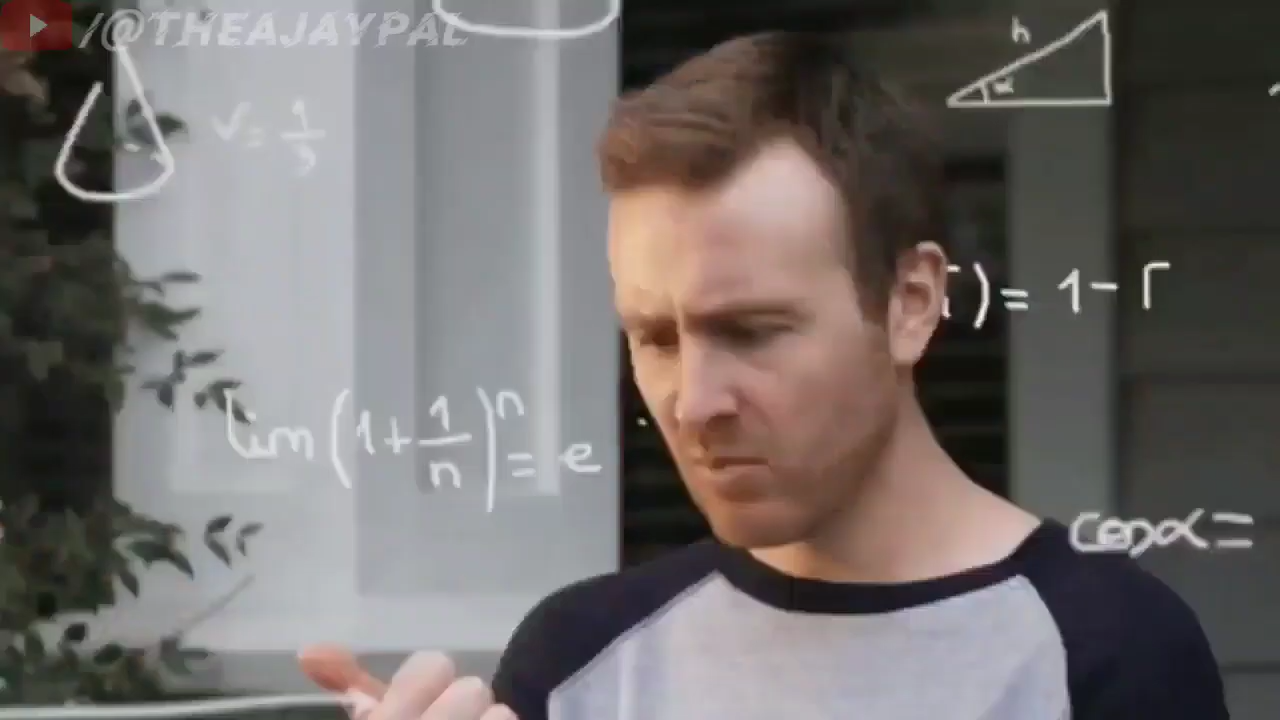 /@THEAJAYPAL
h
α
V = 1/3
) = 1 - r
lim (1 + 1/n)^n = e
cos α =